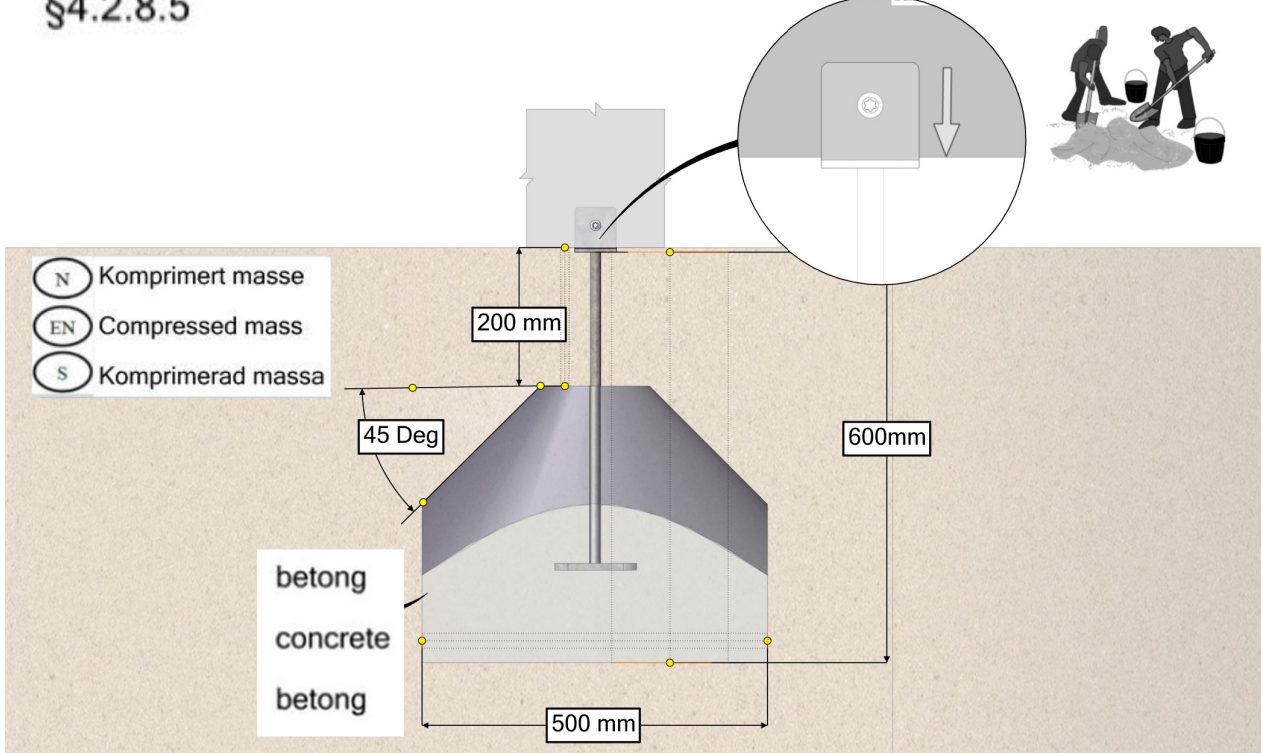 §4.2.8.5
N Komprimert masse
EN Compressed mass
S Komprimerad massa
200 mm
45 Deg
600mm
betong
concrete
betong
500 mm